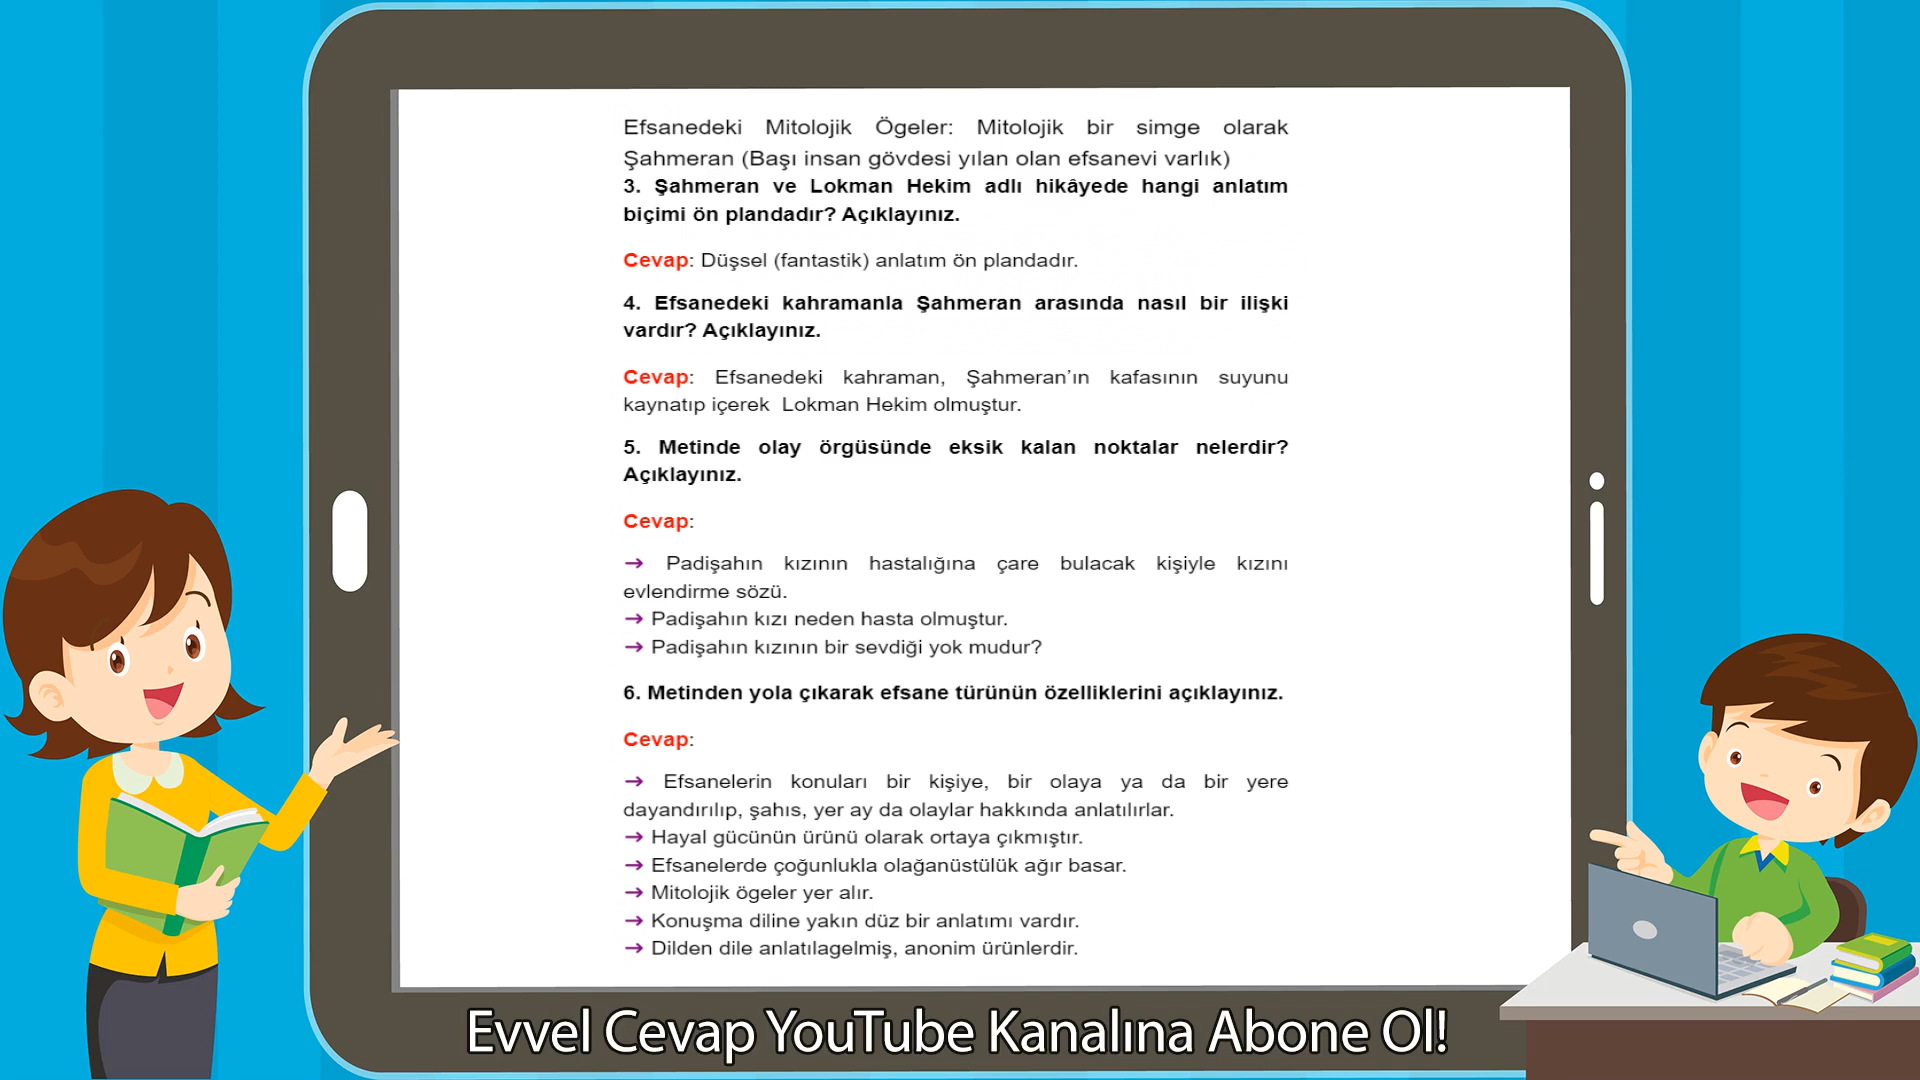 Efsanedeki Mitolojik Ögeler: Mitolojik bir simge olarak
Şahmeran (Başı insan gövdesi yılan olan efsanevi varlık)
3. Şahmeran ve Lokman Hekim adlı hikâyede hangi anlatım
biçimi ön plandadır? Açıklayınız.
Cevap: Düşsel (fantastik) anlatım ön plandadır.
4. Efsanedeki kahramanla Şahmeran arasında nasıl bir ilişki
vardır? Açıklayınız.
Cevap: Efsanedeki kahraman, Şahmeran’ın kafasının suyunu
kaynatıp içerek Lokman Hekim olmuştur.
5. Metinde olay örgüsünde eksik kalan noktalar nelerdir?
Açıklayınız.
Cevap:
→ Padişahın kızının hastalığına çare bulacak kişiyle kızını
evlendirme sözü.
→ Padişahın kızı neden hasta olmuştur.
→ Padişahın kızının bir sevdiği yok mudur?
6. Metinden yola çıkarak efsane türünün özelliklerini açıklayınız.
Cevap:
→ Efsanelerin konuları bir kişiye, bir olaya ya da bir yere
dayandırılıp, şahıs, yer ay da olaylar hakkında anlatılırlar.
→ Hayal gücünün ürünü olarak ortaya çıkmıştır.
→ Efsanelerde çoğunlukla olağanüstülük ağır basar.
→ Mitolojik ögeler yer alır.
→ Konuşma diline yakın düz bir anlatımı vardır.
→ Dilden dile anlatılagelmiş, anonim ürünlerdir.
Evvel Cevap YouTube Kanalına Abone Ol!